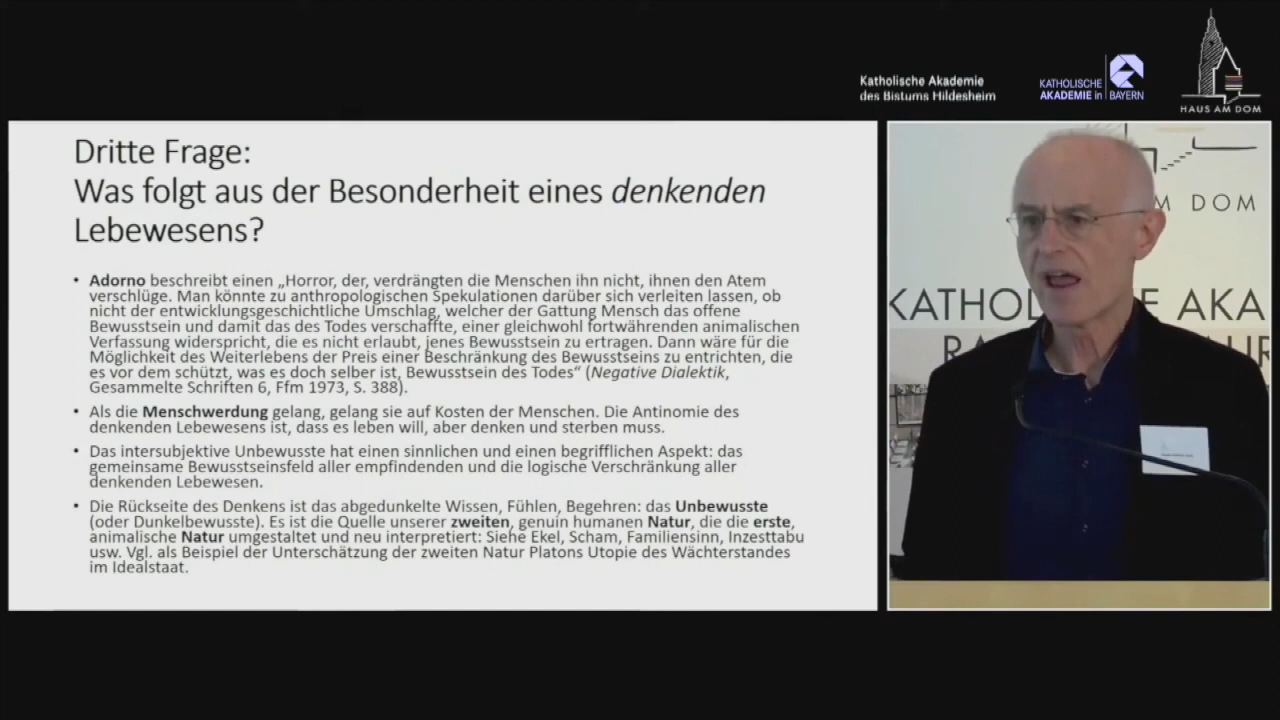 Katholische Akademie
des Bistums Hildesheim
KATHOLISCHE
AKADEMIE in BAYERN
HAUS AM DOM
Dritte Frage:
Was folgt aus der Besonderheit eines denkenden
Lebewesens?
• Adorno beschreibt einen „Horror, der, verdrängten die Menschen ihn nicht, ihnen den Atem
verschlüge. Man könnte zu anthropologischen Spekulationen darüber sich verleiten lassen, ob
nicht der entwicklungsgeschichtliche Umschlag, welcher der Gattung Mensch das offene
Bewusstsein und damit das des Todes verschaffte, einer gleichwohl fortwährenden animalischen
Verfassung widerspricht, die es nicht erlaubt, jenes Bewusstsein zu ertragen. Dann wäre für die
Möglichkeit des Weiterlebens der Preis einer Beschränkung des Bewusstseins zu entrichten, die
es vor dem schützt, was es doch selber ist, Bewusstsein des Todes“ (Negative Dialektik,
Gesammelte Schriften 6, Ffm 1973, S. 388).
• Als die Menschwerdung gelang, gelang sie auf Kosten der Menschen. Die Antinomie des
denkenden Lebewesens ist, dass es leben will, aber denken und sterben muss.
• Das intersubjektive Unbewusste hat einen sinnlichen und einen begrifflichen Aspekt: das
gemeinsame Bewusstseinsfeld aller empfindenden und die logische Verschränkung aller
denkenden Lebewesen.
• Die Rückseite des Denkens ist das abgedunkelte Wissen, Fühlen, Begehren: das Unbewusste
(oder Dunkelbewusste). Es ist die Quelle unserer zweiten, genuin humanen Natur, die die erste,
animalische Natur umgestaltet und neu interpretiert: Siehe Ekel, Scham, Familiensinn, Inzesttabu
usw. Vgl. als Beispiel der Unterschätzung der zweiten Natur Platons Utopie des Wächterstandes
im Idealstaat.
M DOM
KATHO E AKA
RA AUR